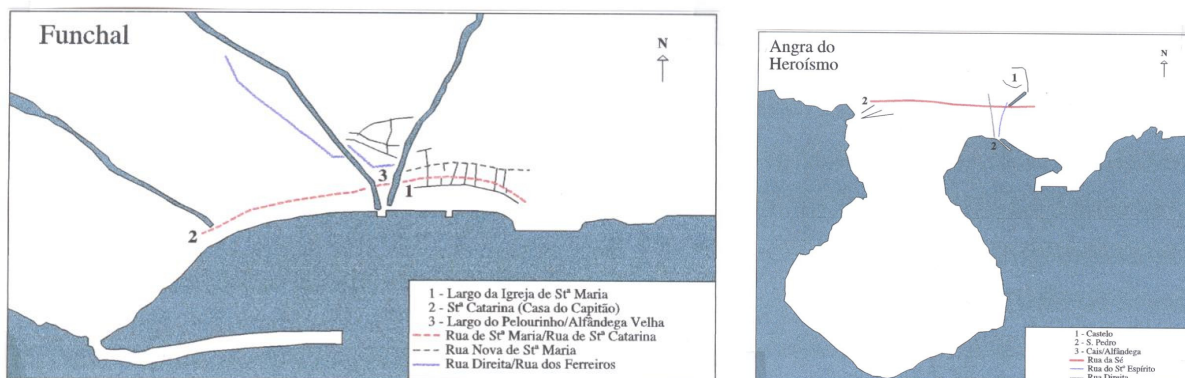 Funchal
N
3
1
2
1 - Largo da Igreja de Stª Maria
2 - Stª Catarina (Casa do Capitão)
3 - Largo do Pelourinho/Alfândega Velha
Rua de Stª Maria/Rua de Stª Catarina
Rua Nova de Stª Maria
Rua Direita/Rua dos Ferreiros
Angra do
Heroísmo
N
1
2
2
1 - Castelo
2 - S. Pedro
3 - Cais/Alfândega
Rua da Sé
Rua do Stº Espírito
Rua Direita